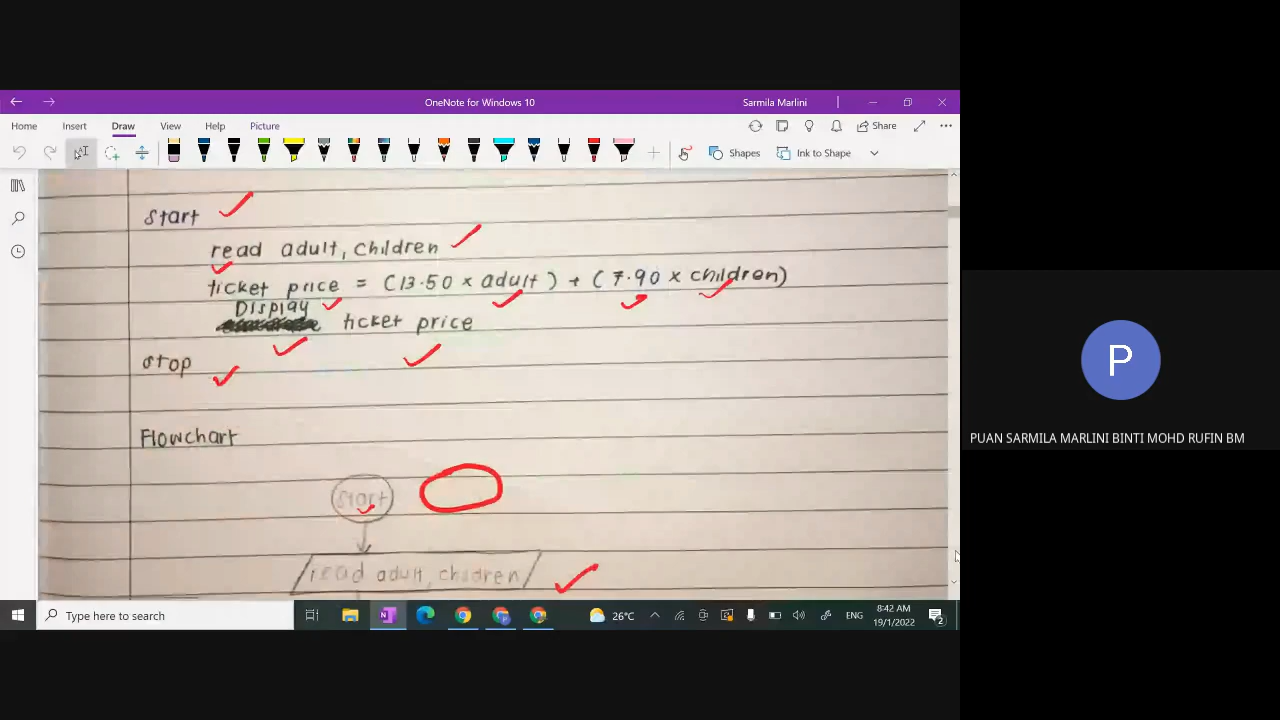 OneNote for Windows 10
Sarmila Marlini
Home Insert Draw View Help Picture
Share
Shapes
Ink to Shape
Start
read adult, children
ticket price = (13.50 x adult) + (7.90 x children)
Display
ticket price
Stop
Flowchart
Start
read adult, children
P
PUAN SARMILA MARLINI BINTI MOHD RUFIN BM
Type here to search
26°C
ENG
8:42 AM
19/1/2022
2